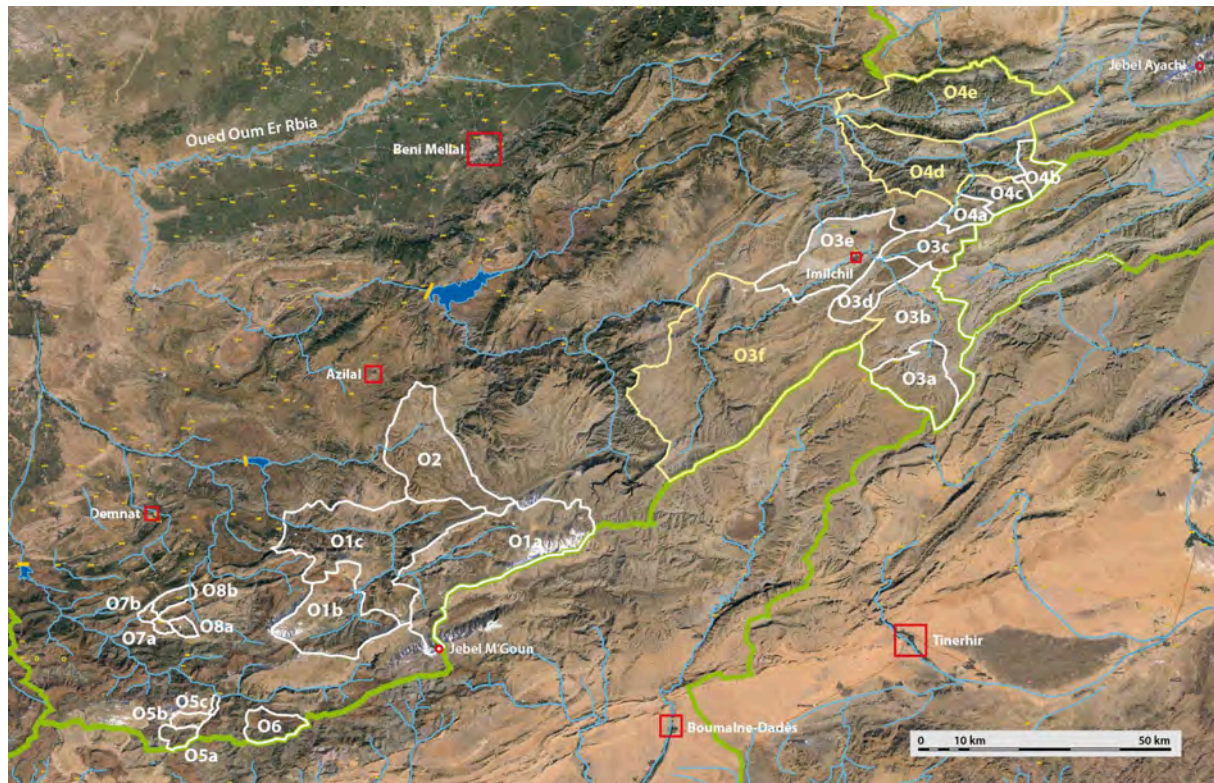 Jebel Ayachi
O4e
Oued Oum Er Rbia
Beni Mellal
O4d
O4b
O4c
O4a
O3e
O3c
Imilchil
O3d
O3b
O3f
O3a
Azilal
O2
Demnat
O1c
O1a
O8b
O7b
O1b
O8a
O7a
Tinerhir
Jebel M'Goun
O5c
O5b
O6
Boumalne-Dadès
O5a
0 10 km 50 km